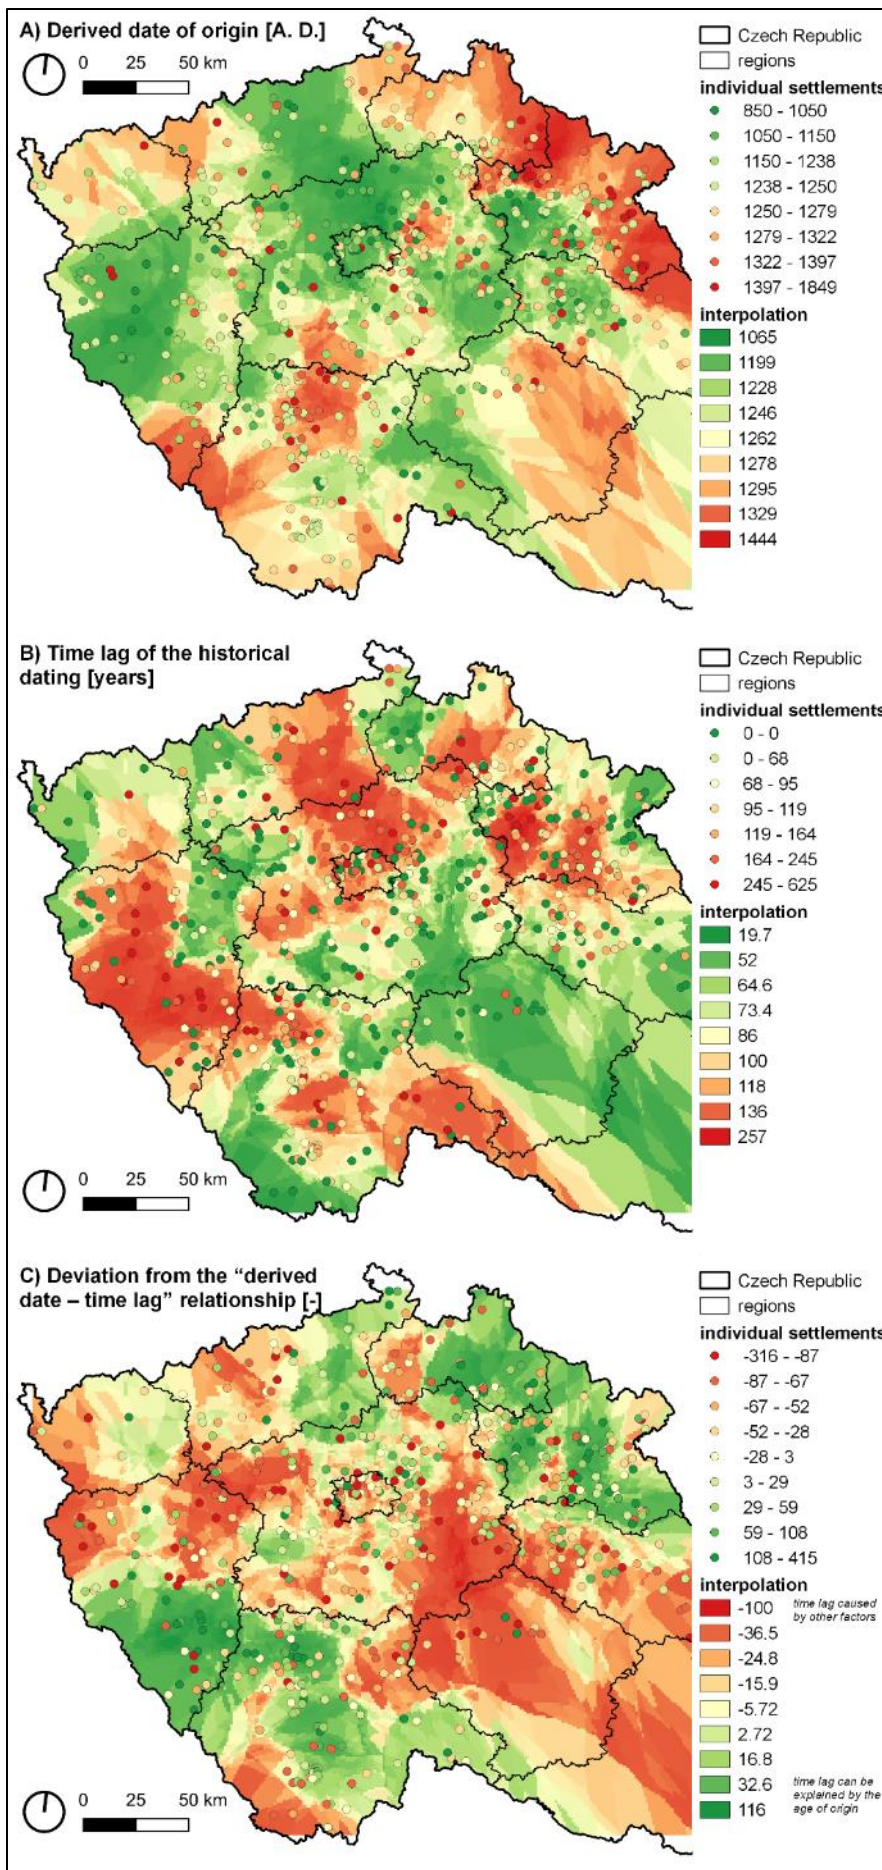 A) Derived date of origin [A. D.]
0 25 50 km
Czech Republic
regions
individual settlements
850 - 1050
1050 - 1150
1150 - 1238
1238 - 1250
1250 - 1279
1279 - 1322
1322 - 1397
1397 - 1849
interpolation
1065
1199
1228
1246
1262
1278
1295
1329
1444
B) Time lag of the historical
dating [years]
Czech Republic
regions
individual settlements
0 - 0
0 - 68
68 - 95
95 - 119
119 - 164
164 - 245
245 - 625
interpolation
19.7
52
64.6
73.4
86
100
118
136
257
0 25 50 km
C) Deviation from the “derived
date – time lag” relationship [-]
Czech Republic
regions
individual settlements
-316 - -87
-87 - -67
-67 - -52
-52 - -28
-28 - 3
3 - 29
29 - 59
59 - 108
108 - 415
interpolation
-100 time lag caused
by other factors
-36.5
-24.8
-15.9
-5.72
2.72
16.8
32.6 time lag can be
explained by the
116 age of origin
0 25 50 km